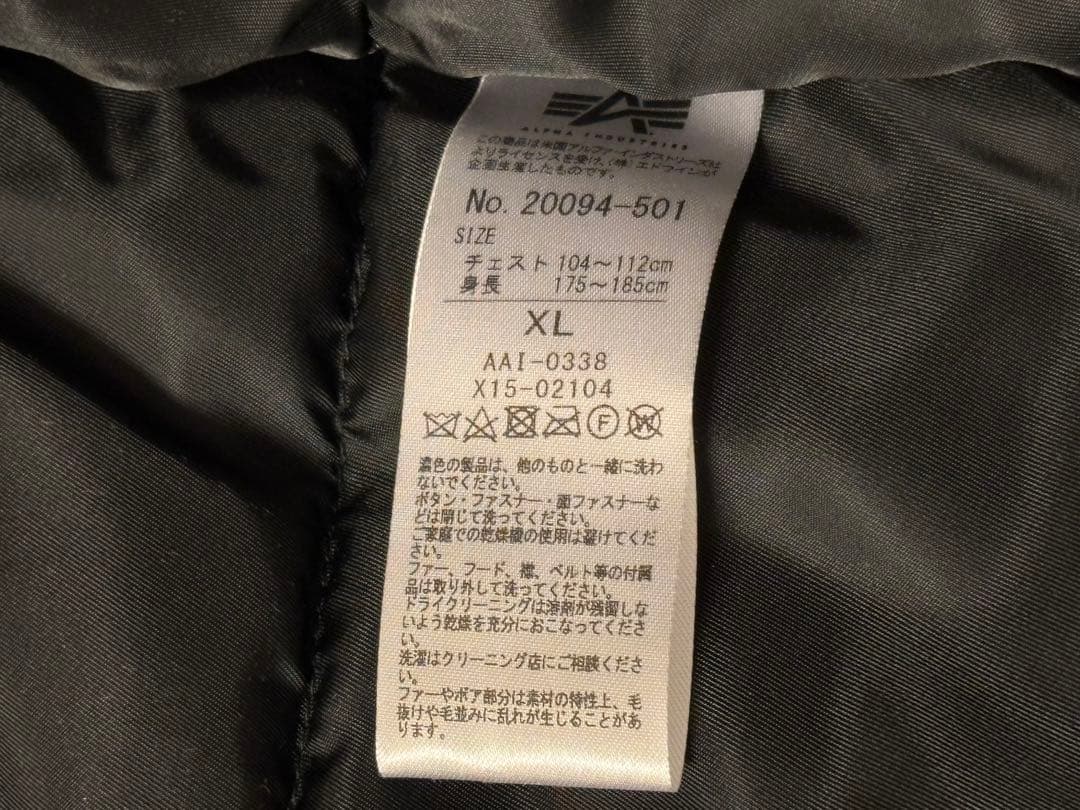 ALPHA INDUSTRIES
この商品は米国アルファインダストリーズ社
よりライセンスを受け、(株) エドウインが
企画生産したものです。
No. 20094-501
SIZE
チェスト 104～112cm
身長 175～185cm
XL
AAI-0338
X15-02104
F W
濃色の製品は、他のものと一緒に洗わ
ないでください。
ボタン・ファスナー・面ファスナーな
どは閉じて洗ってください。
ご家庭での乾燥機の使用は避けてくだ
さい。
ファー、フード、襟、ベルト等の付属
品は取り外して洗ってください。
ドライクリーニングは溶剤が残留しな
いよう乾燥を充分におこなってくださ
い。
洗濯はクリーニング店にご相談くださ
い。
ファーやボア部分は素材の特性上、毛
抜けや毛並みに乱れが生じることがあ
ります。